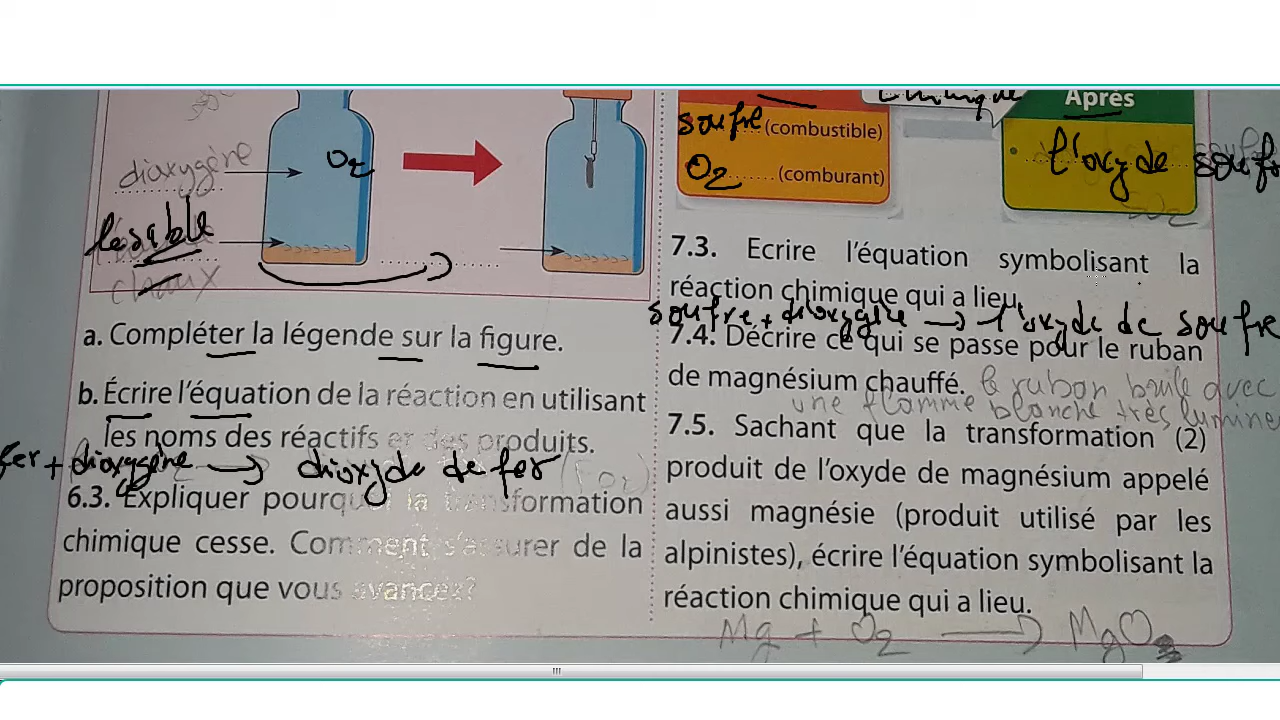 dioxygène
O2
le sable
a. Compléter la légende sur la figure.
b. Écrire l'équation de la réaction en utilisant
les noms des réactifs et des produits.
fer + dioxygène → dioxyde de fer
6.3. Expliquer pourquoi la transformation
chimique cesse. Comment s'assurer de la
proposition que vous avancez?
Après
soufre (combustible)
O2 ....... (comburant)
l'oxyde soufr
7.3. Ecrire l'équation symbolisant la
réaction chimique qui a lieu.
soufre + dioxygène → l'oxyde de soufre
7.4. Décrire ce qui se passe pour le ruban
de magnésium chauffé. le ruban brule avec
une flamme blanche très lumine
7.5. Sachant que la transformation (2)
produit de l'oxyde de magnésium appelé
aussi magnésie (produit utilisé par les
alpinistes), écrire l'équation symbolisant la
réaction chimique qui a lieu.
Mg + O2 → MgO